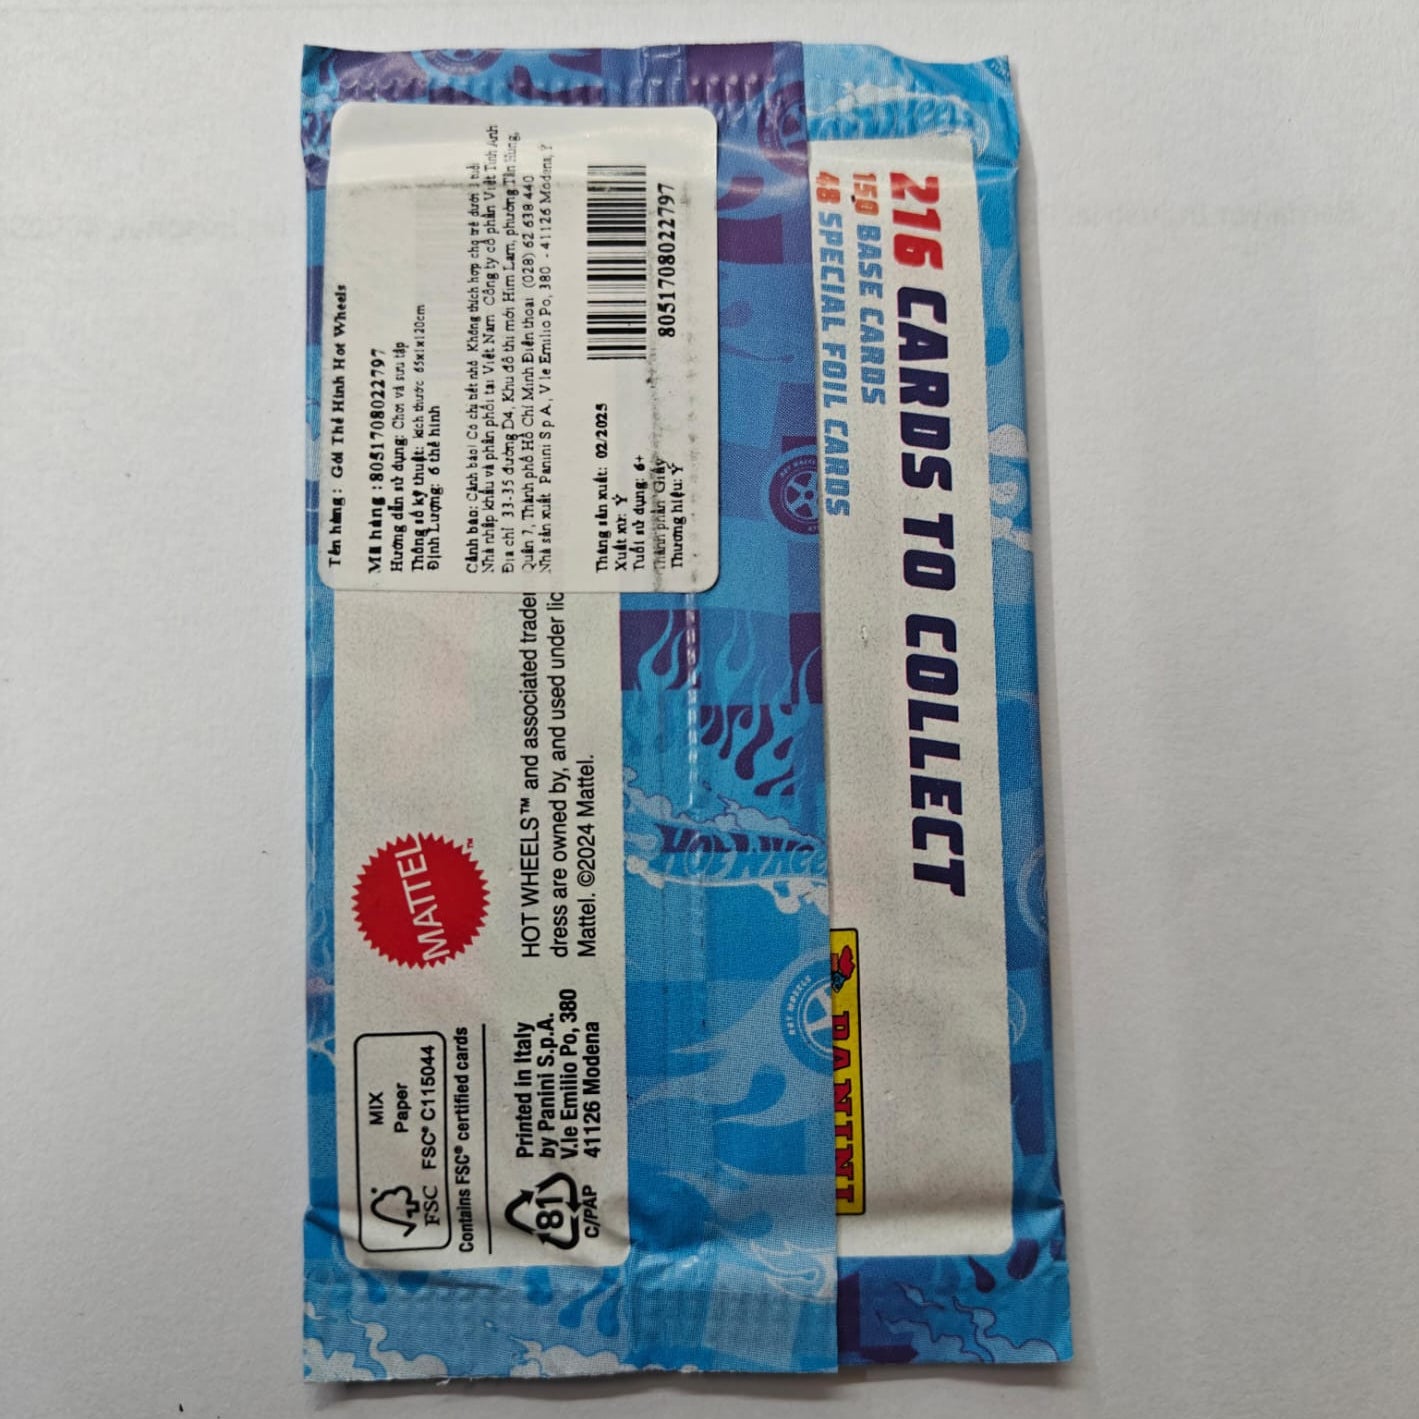 Tên hàng: Gói Thẻ Hình Hot Wheels
Mã hàng :8051708022797
Hướng dẫn sử dụng: Chơi và sưu tập
Thông số kỹ thuật: kích thước 65x1x120cm
Định Lượng: 6 thẻ hình
Cảnh báo: Cảnh báo! Có chi tiết nhỏ. Không thích hợp cho trẻ dưới 3 tuổi
Nhà nhập khẩu và phân phối tại Việt Nam Công ty cổ phần Việt Tinh Anh
Địa chỉ 33-35 đường D4, Khu đô thị mới Him Lam, phường Tân Hưng,
Quận 7, Thành phố Hồ Chí Minh Điện thoại (028) 62 638 440
Nhà sản xuất Panini S p A, V le Emilio Po, 380 - 41126 Modena, Ý
8051708022797
Tháng sản xuất: 02/2025
Xuất xứ: Ý
Tuổi sử dụng: 6+
Thành phần Giấy
Thương hiệu: Ý
216 CARDS TO COLLECT
150 BASE CARDS
48 SPECIAL FOIL CARDS
PANINI
HOT WHEELS™ and associated trader
dress are owned by, and used under lic
Mattel. ©2024 Mattel.
MATTEL™
MIX
Paper
FSC
FSC® C115044
Contains FSC® certified cards
Printed in Italy
by Panini S.p.A.
V.le Emilio Po, 380
41126 Modena
81
C/PAP
HOT WHEE
HOT WHEELS